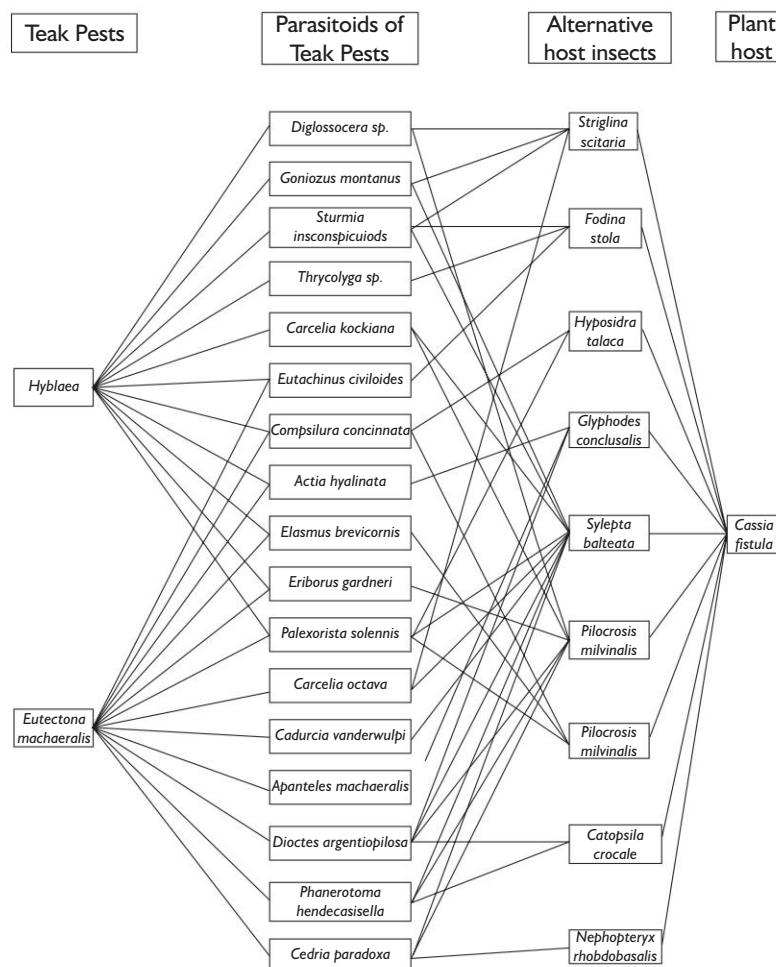 Teak Pests
Parasitoids of
Teak Pests
Alternative
host insects
Plant
host
Diglossocera sp.
Goniozus montanus
Sturmia
insconspicuiods
Thrycolyga sp.
Carcelia kockiana
Eutachinus civiloides
Compsilura concinnata
Actia hyalinata
Elasmus brevicornis
Eriborus gardneri
Palexorista solennis
Carcelia octava
Cadurcia vanderwulpi
Apanteles machaeralis
Dioctes argentiopilosa
Phanerotoma
hendecasisella
Cedria paradoxa
Hyblaea
Eutectona
machaeralis
Striglina
scitaria
Fodina
stola
Hyposidra
talaca
Glyphodes
conclusalis
Sylepta
balteata
Pilocrosis
milvinalis
Pilocrosis
milvinalis
Catopsila
crocale
Nephopteryx
rhobdobasalis
Cassia
fistula